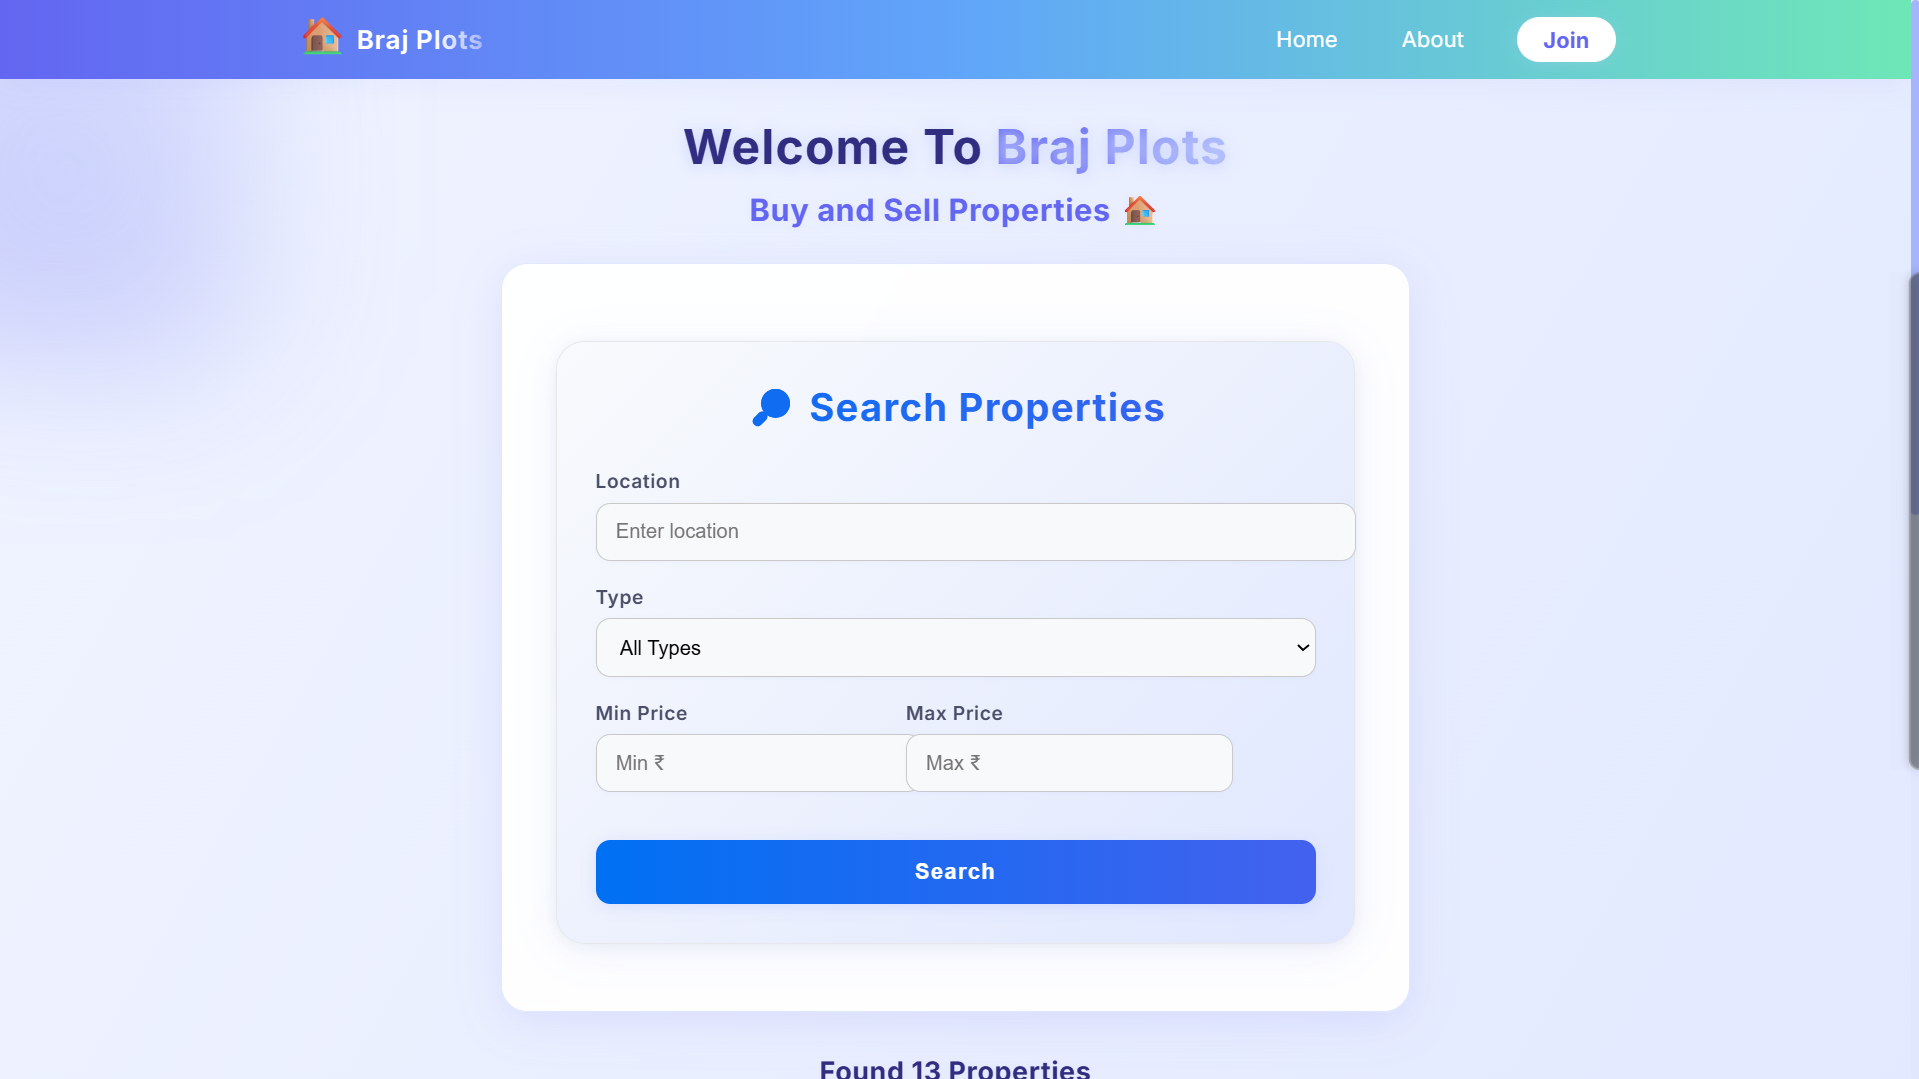 Braj Plots
Home
About
Join
Welcome To Braj Plots
Buy and Sell Properties
Search Properties
Location
Enter location
Type
All Types
Min Price
Max Price
Min ₹
Max ₹
Search
Found 13 Properties